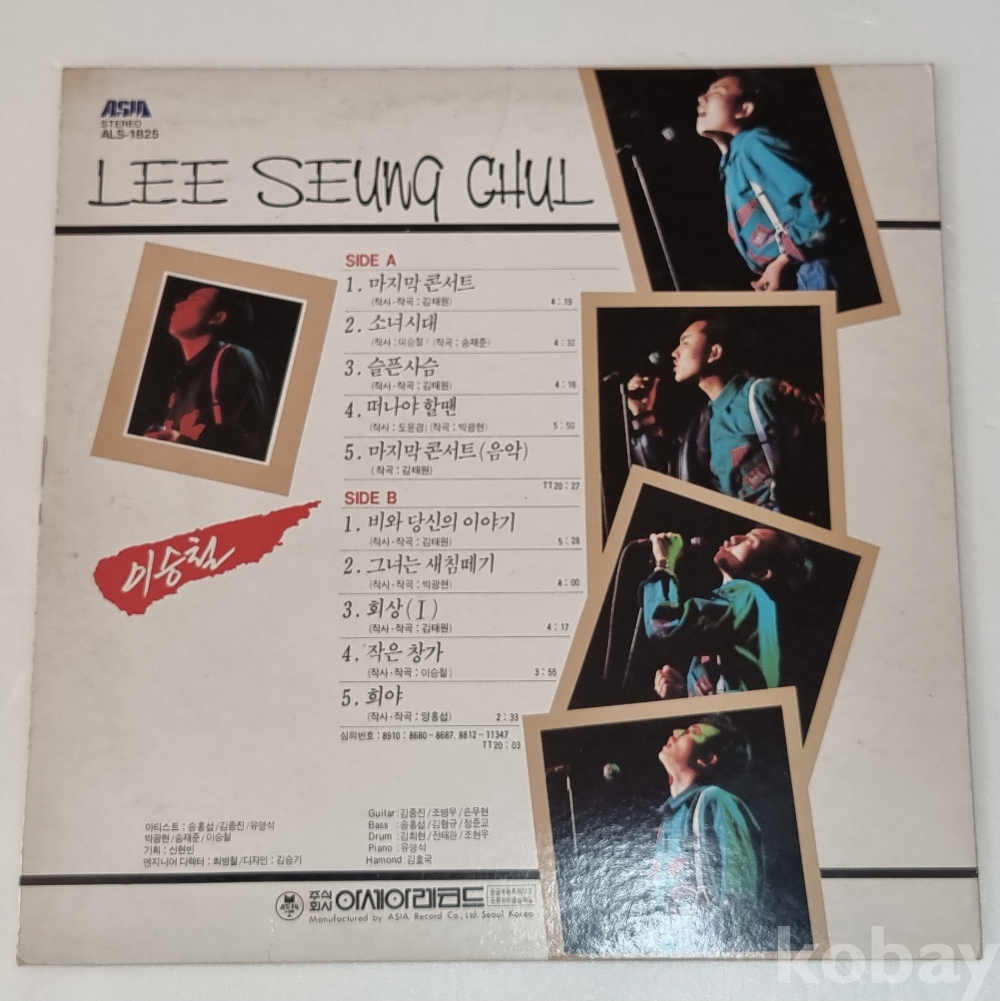 ASIA
STEREO
ALS-1825
LEE SEUNG CHUL
SIDE A
1. 마지막 콘서트
(작사·작곡:김태원) 4:19
2. 소녀시대
(작사:이승철) (작곡:송재준) 4:32
3. 슬픈사슴
(작사·작곡:김태원) 4:16
4. 떠나야 할땐
(작사:도윤경) (작곡:박광현) 5:50
5. 마지막 콘서트(음악)
(작곡:김태원)
TT20:27
SIDE B
1. 비와 당신의 이야기
(작사·작곡:김태원) 5:28
2. 그녀는 새침떼기
(작사·작곡:박광현) 4:00
3. 회상(I)
(작사·작곡:김태원) 4:17
4. 작은 창가
(작사·작곡:이승철) 3:55
5. 희야
(작사·작곡:양홍섭) 2:33
심의번호:8910:8680-8687. 8812-11347
TT20:03
이승철
아티스트:송홍섭/김종진/유영석
박광현/송재준/이승철
기획:신현빈
엔지니어 디렉터:최병철/디자인:김승기
Guitar:김종진/조병우/손무현
Bass :송홍섭/김형규/정준교
Drum :김희현/전태관/조현우
Piano :유영석
Hamond:김효국
ASIA
주식회사 아세아레코드
Manufactured by ASIA Record Co., Ltd. Seoul Korea
kobay